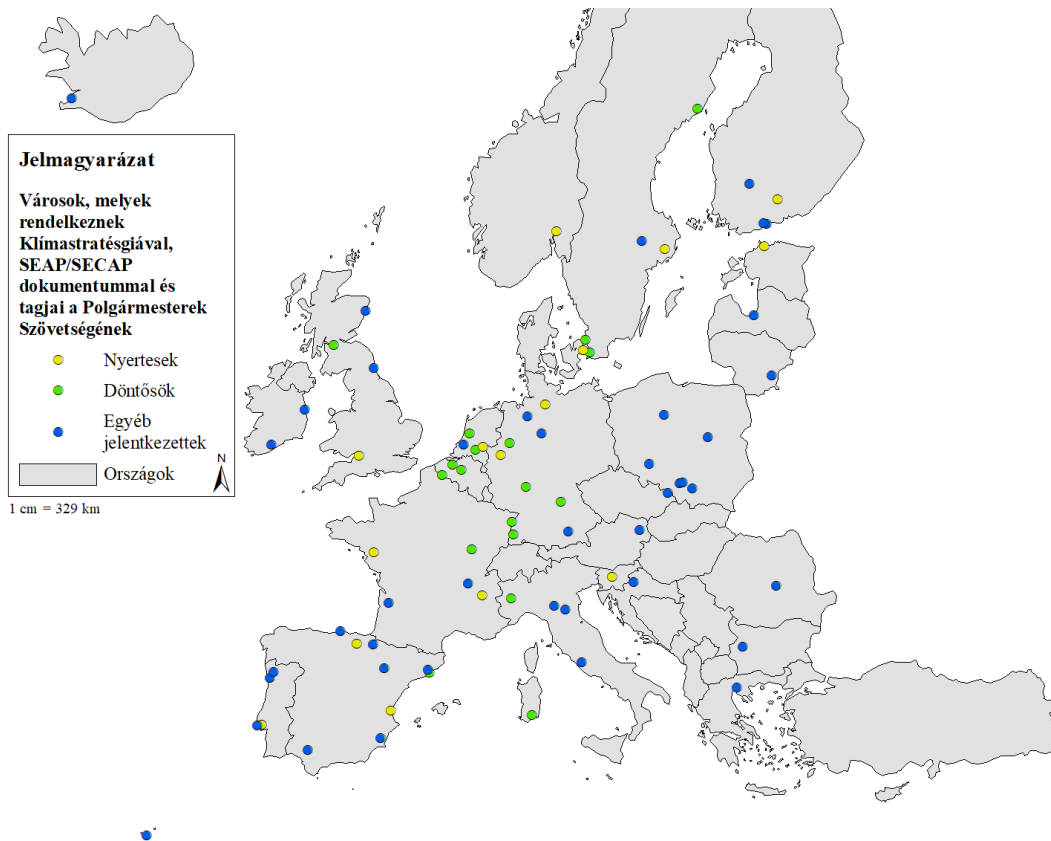 Jelmagyarázat
Városok, melyek
rendelkeznek
Klímastratésgiával,
SEAP/SECAP
dokumentummal és
tagjai a Polgármesterek
Szövetségének
Nyertesek
Döntősök
Egyéb
jelentkezettek
Országok
N
1 cm = 329 km